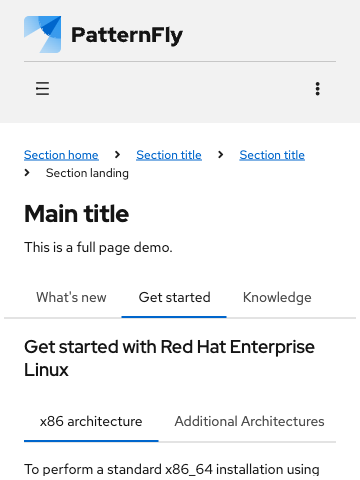 PatternFly
Section home > Section title > Section title
> Section landing
Main title
This is a full page demo.
What's new Get started Knowledge
Get started with Red Hat Enterprise
Linux
x86 architecture Additional Architectures
To perform a standard x86_64 installation using